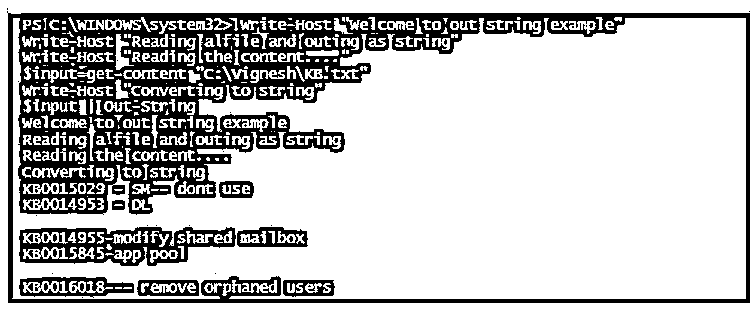 PS C:\WINDOWS\system32> Write-Host "Welcome to out string example"
Write-Host "Reading a file and outing as string"
Write-Host "Reading the content...."
$input=get-content "C:\Vignesh\KB.txt"
Write-Host "Converting to string"
$input | Out-String
Welcome to out string example
Reading a file and outing as string
Reading the content....
Converting to string
KB0015029 - SM-- dont use
KB0014953 - DL
KB0014955-modify shared mailbox
KB0015845-app pool
KB0016018--- remove orphaned users